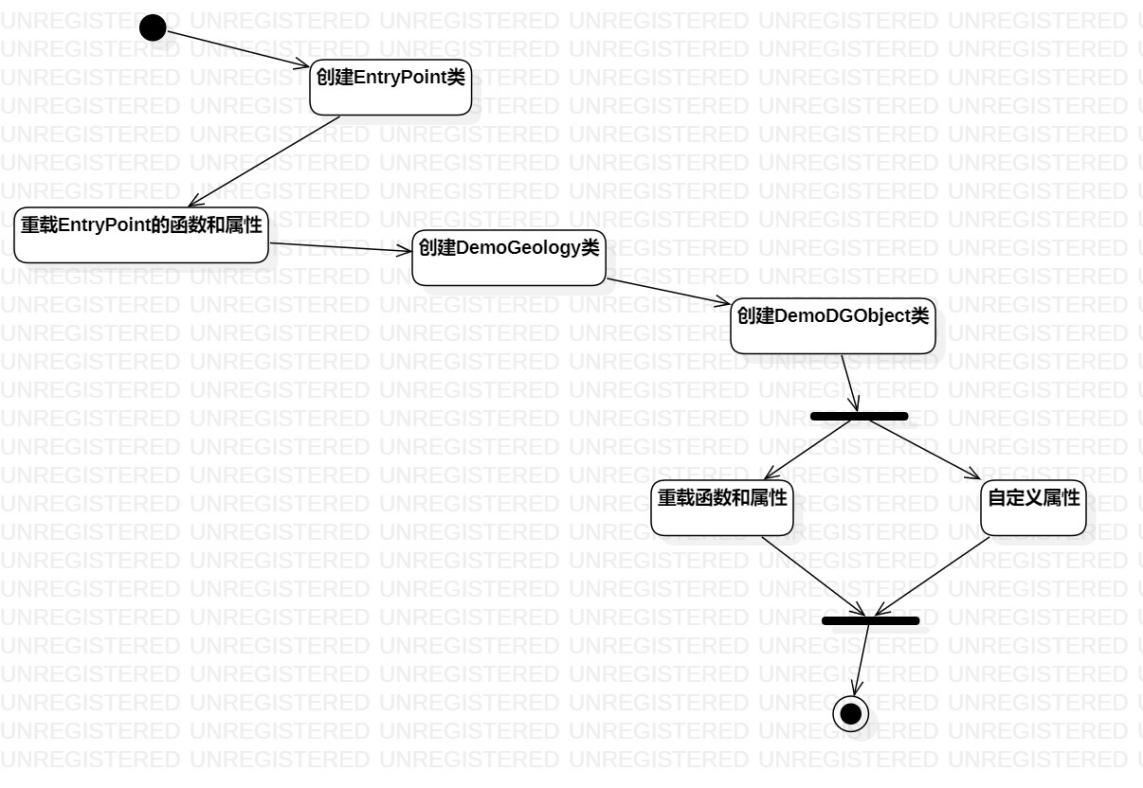 创建EntryPoint类
重载EntryPoint的函数和属性
创建DemoGeology类
创建DemoDGObject类
重载函数和属性
自定义属性
UNREGISTERED